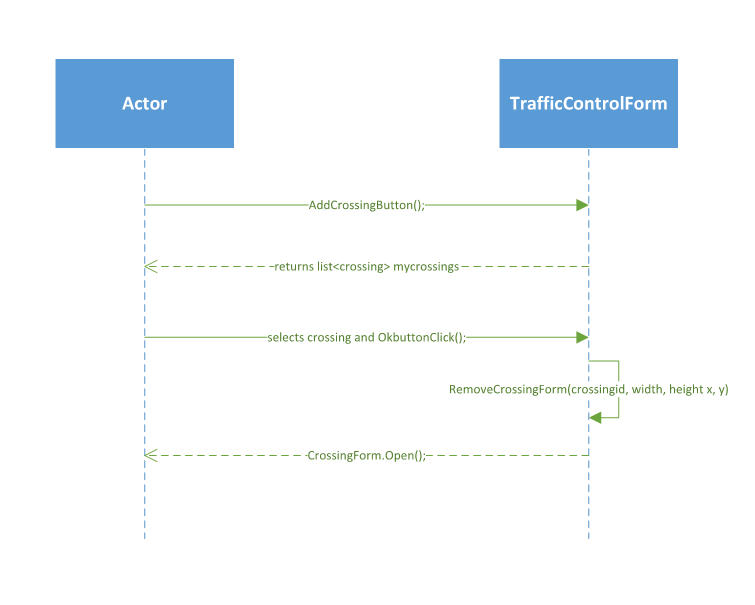 Actor
TrafficControlForm
AddCrossingButton();
returns list<crossing> mycrossings
selects crossing and OkbuttonClick();
RemoveCrossingForm(crossingid, width, height x, y)
CrossingForm.Open();